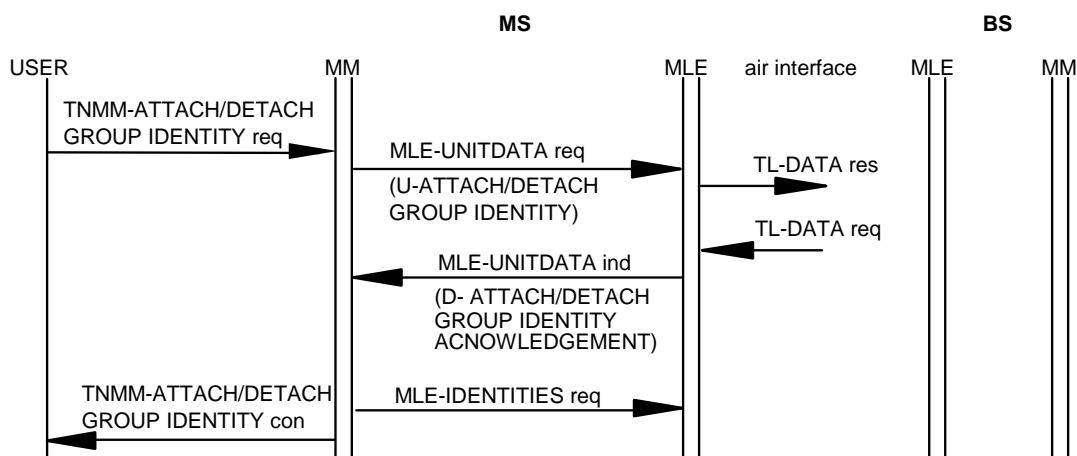 MS BS
USER MM MLE air interface MLE MM
TNMM-ATTACH/DETACH
GROUP IDENTITY req
MLE-UNITDATA req
(U-ATTACH/DETACH
GROUP IDENTITY)
TL-DATA res
TL-DATA req
MLE-UNITDATA ind
(D- ATTACH/DETACH
GROUP IDENTITY
ACNOWLEDGEMENT)
TNMM-ATTACH/DETACH
GROUP IDENTITY con
MLE-IDENTITIES req